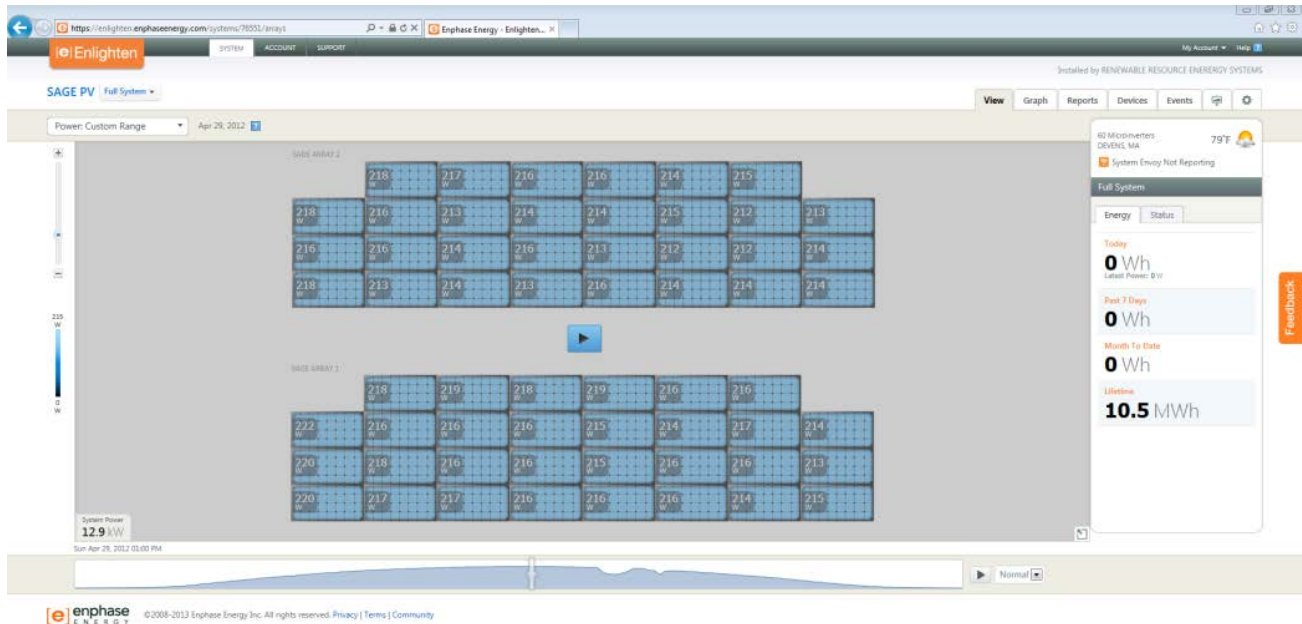 https://enlighten.enphaseenergy.com/systems/76551/arrays
Enphase Energy - Enlighten...
[e] Enlighten
SYSTEM ACCOUNT SUPPORT
My Account Help ?
Installed by RENEWABLE RESOURCE ENERERGY SYSTEMS
SAGE PV Full System
View Graph Reports Devices Events
Power: Custom Range Apr 29, 2012 ?
60 Microinverters
DEVENS, MA
79°F
System Envoy Not Reporting
Full System
Energy Status
Today
0 Wh
Latest Power: 0 W
Past 7 Days
0 Wh
Month To Date
0 Wh
Lifetime
10.5 MWh
Feedback
215
W
0
W
SAGE ARRAY 2
218 W 217 W 216 W 216 W 214 W 215 W
218 W 216 W 213 W 214 W 214 W 215 W 212 W 213 W
216 W 216 W 214 W 216 W 213 W 212 W 212 W 214 W
218 W 213 W 214 W 213 W 216 W 214 W 214 W 214 W
SAGE ARRAY 1
218 W 219 W 218 W 219 W 216 W 216 W
222 W 216 W 216 W 216 W 215 W 214 W 217 W 214 W
220 W 218 W 216 W 216 W 215 W 216 W 216 W 213 W
220 W 217 W 217 W 216 W 216 W 216 W 214 W 215 W
System Power
12.9 kW
Sun Apr 29, 2012 01:00 PM
Normal
[e] enphase
ENERGY
©2008-2013 Enphase Energy Inc. All rights reserved. Privacy | Terms | Community